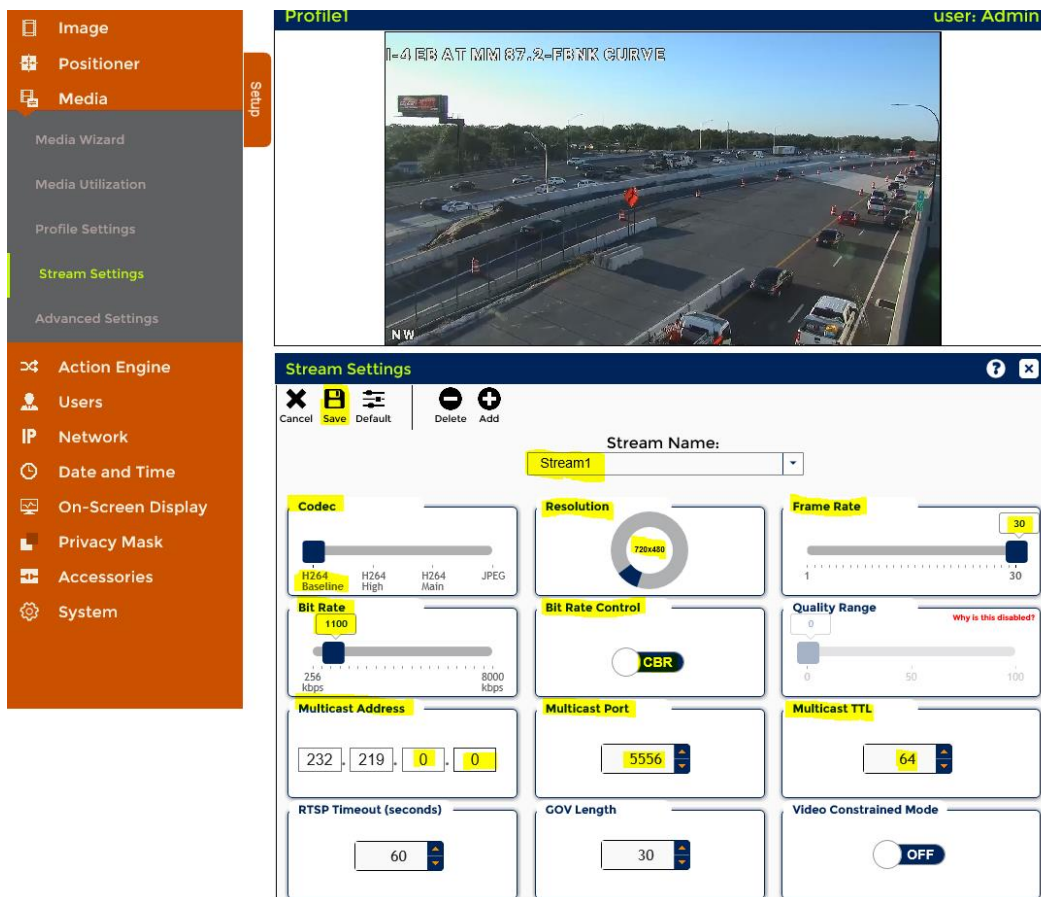 Image
Positioner
Media
Media Wizard
Media Utilization
Profile Settings
Stream Settings
Advanced Settings
Action Engine
Users
IP Network
Date and Time
On-Screen Display
Privacy Mask
Accessories
System
Setup
Profile1 user: Admin
I-4 EB AT MM 87.2-FBNK CURVE
NW
Stream Settings
?
Cancel Save Default Delete Add
Stream Name:
Stream1
Codec
H264 Baseline
H264 High
H264 Main
JPEG
Resolution
720x480
Frame Rate
30
1 30
Bit Rate
1100
256 kbps
8000 kbps
Bit Rate Control
CBR
Quality Range
Why is this disabled?
0
0 50 100
Multicast Address
232 . 219 . 0 . 0
Multicast Port
5556
Multicast TTL
64
RTSP Timeout (seconds)
60
GOV Length
30
Video Constrained Mode
OFF